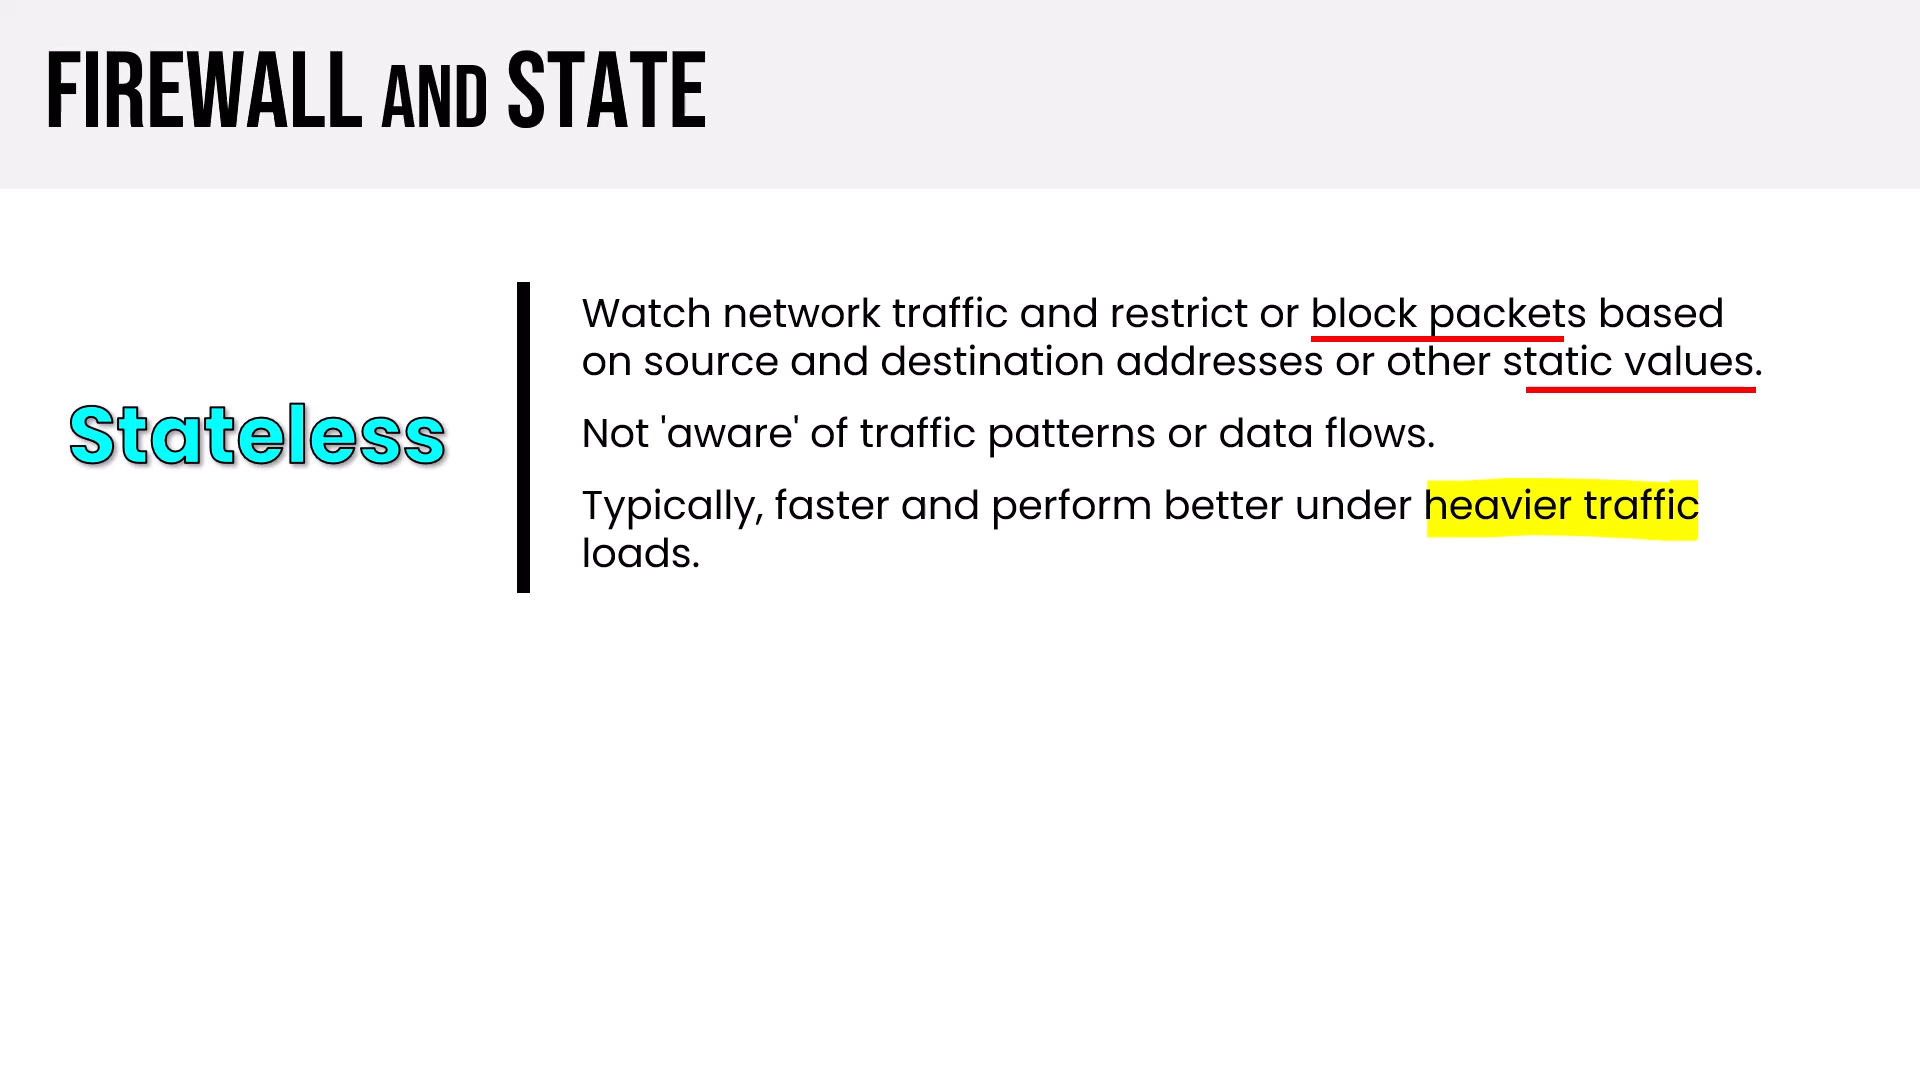 FIREWALL AND STATE
Stateless
Watch network traffic and restrict or block packets based
on source and destination addresses or other static values.
Not 'aware' of traffic patterns or data flows.
Typically, faster and perform better under heavier traffic
loads.